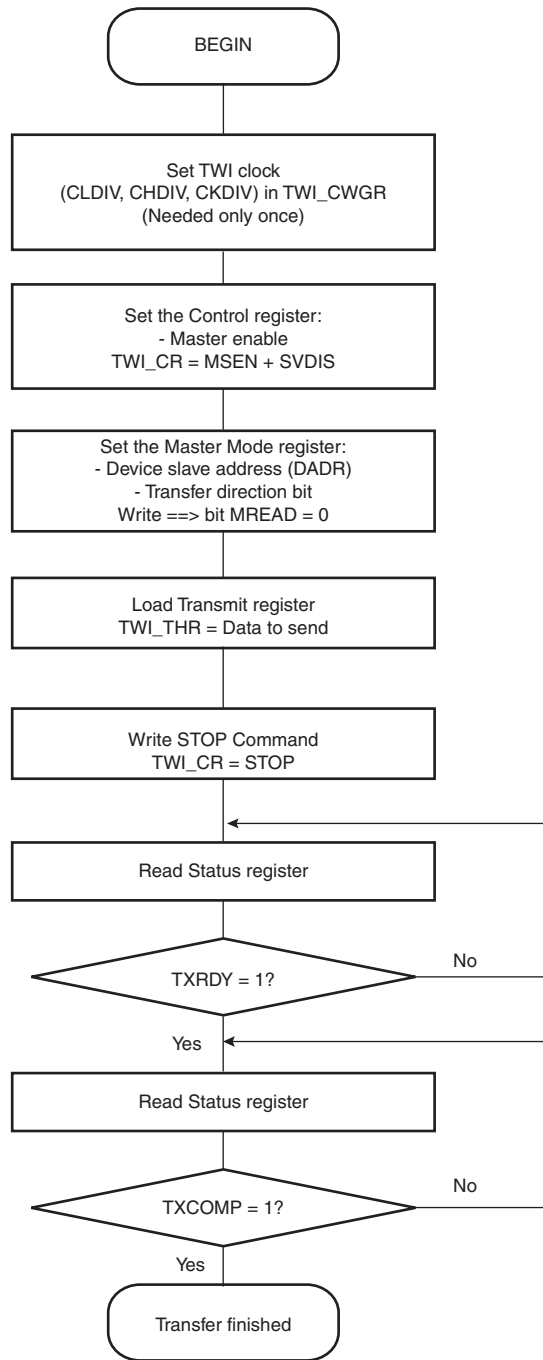 BEGIN
Set TWI clock
(CLDIV, CHDIV, CKDIV) in TWI_CWGR
(Needed only once)
Set the Control register:
- Master enable
TWI_CR = MSEN + SVDIS
Set the Master Mode register:
- Device slave address (DADR)
- Transfer direction bit
Write ==> bit MREAD = 0
Load Transmit register
TWI_THR = Data to send
Write STOP Command
TWI_CR = STOP
Read Status register
TXRDY = 1?
No
Yes
Read Status register
TXCOMP = 1?
No
Yes
Transfer finished